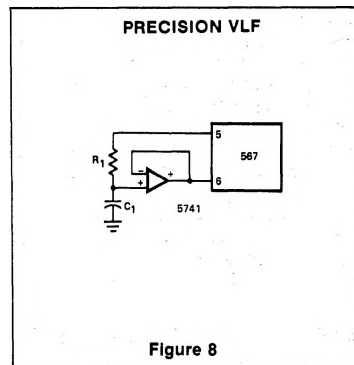 PRECISION VLF
5
567
R1
-
+
+
6
C1
5741
Figure 8